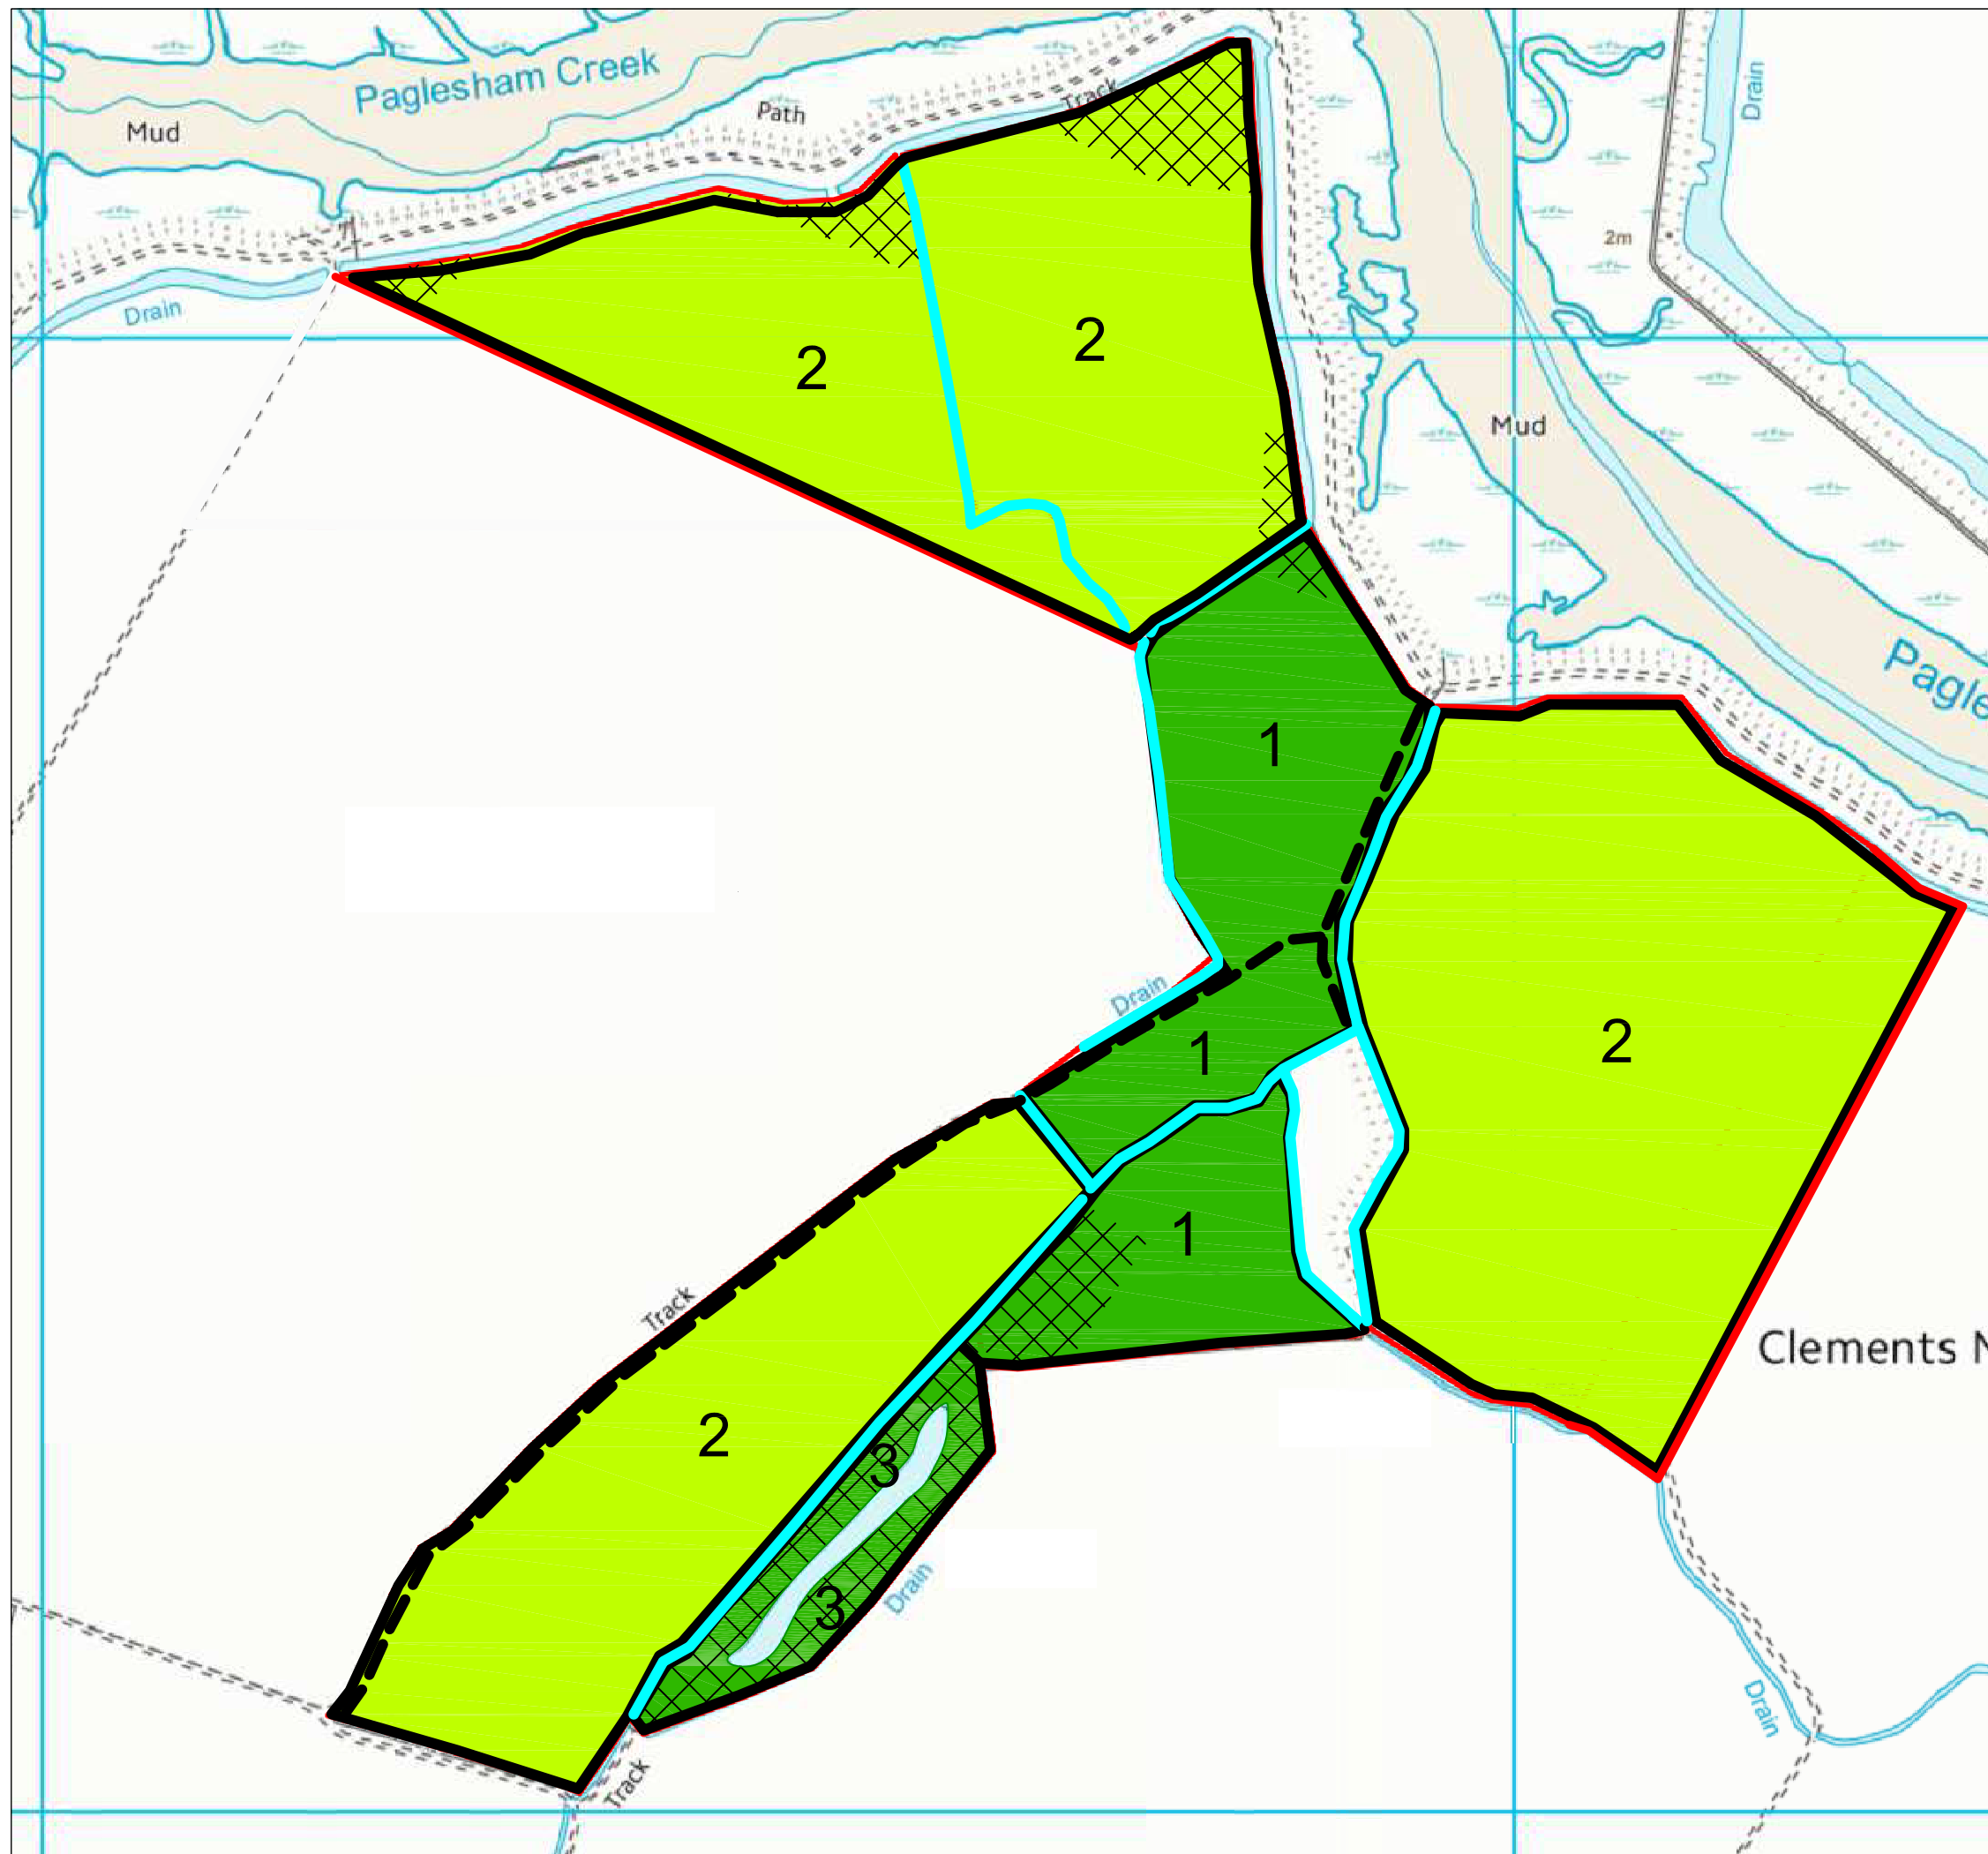 Paglesham Creek
Mud
Path
Track
Drain
Drain
2m
2
2
Mud
Pagle
1
Drain
1
2
1
Track
Clements N
2
3
3
Drain
Drain
Track